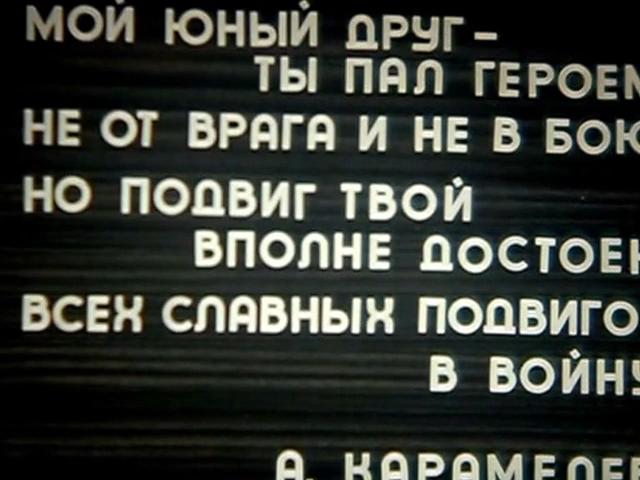 МОЙ ЮНЫЙ ДРУГ –
ТЫ ПАЛ ГЕРОЕМ
НЕ ОТ ВРАГА И НЕ В БОЮ
НО ПОДВИГ ТВОЙ
ВПОЛНЕ ДОСТОЕН
ВСЕХ СЛАВНЫХ ПОДВИГО
В ВОЙНУ
А. КАРАМЕЛЕ